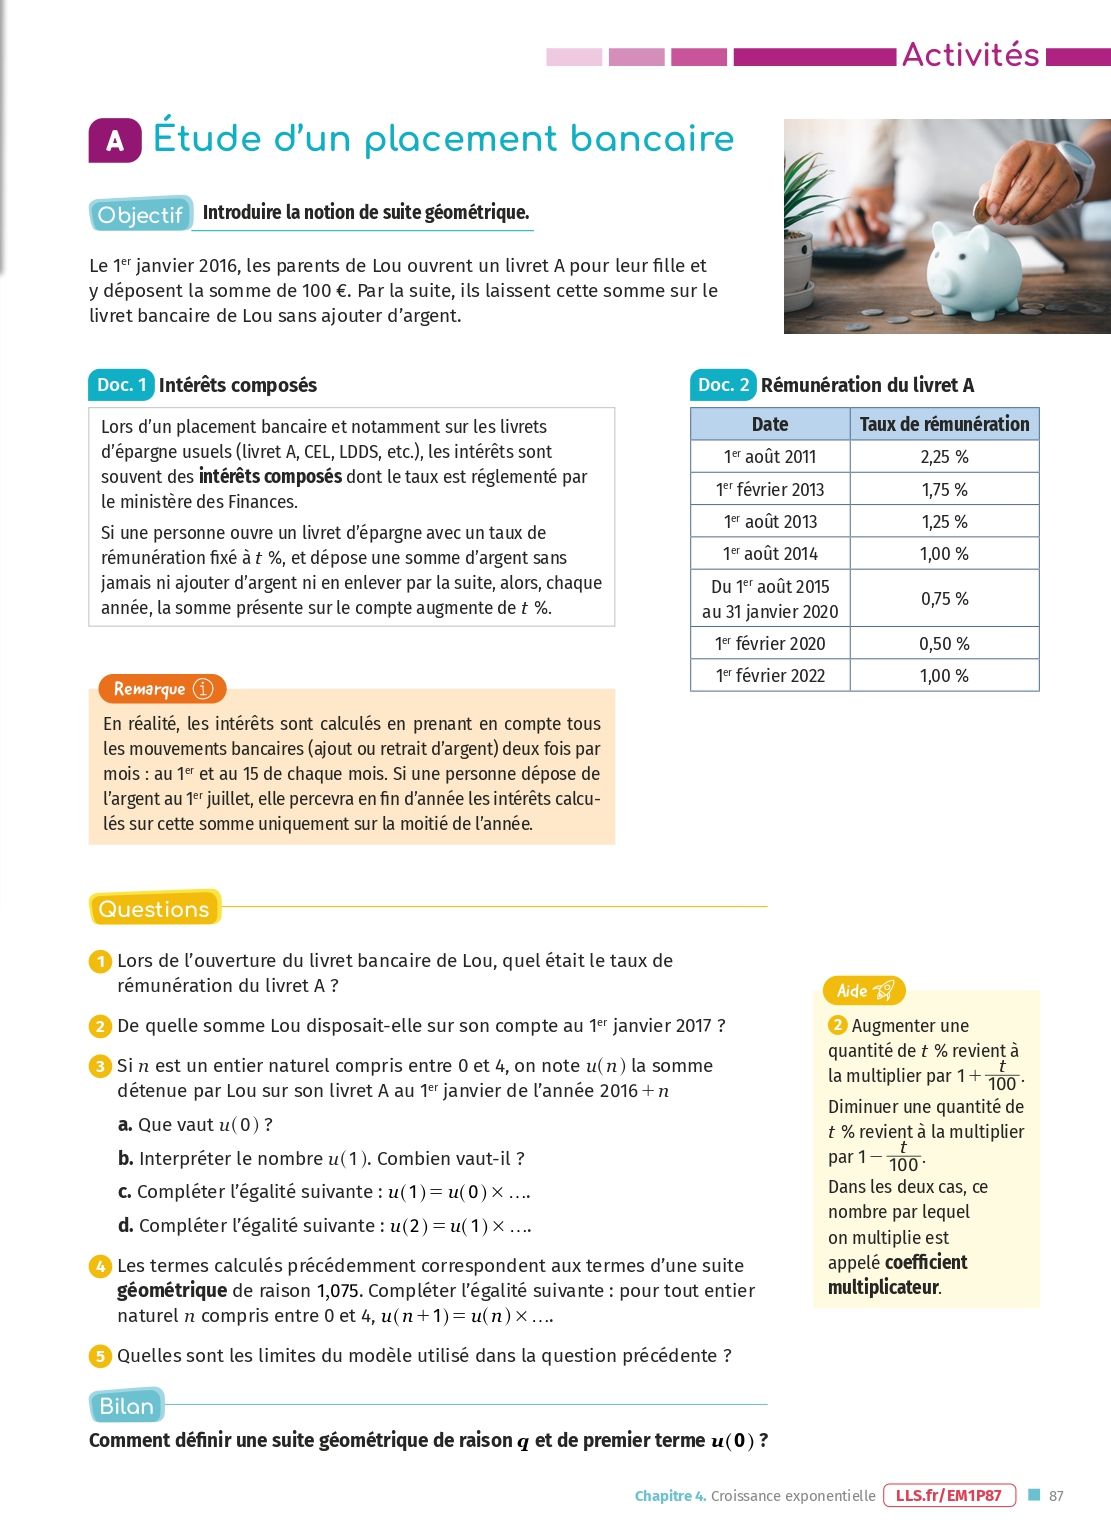 Activités
A Étude d'un placement bancaire
Objectif Introduire la notion de suite géométrique.
Le 1er janvier 2016, les parents de Lou ouvrent un livret A pour leur fille et
y déposent la somme de 100 €. Par la suite, ils laissent cette somme sur le
livret bancaire de Lou sans ajouter d'argent.
Doc. 1 Intérêts composés
Lors d'un placement bancaire et notamment sur les livrets
d'épargne usuels (livret A, CEL, LDDS, etc.), les intérêts sont
souvent des intérêts composés dont le taux est réglementé par
le ministère des Finances.
Si une personne ouvre un livret d'épargne avec un taux de
rémunération fixé à t %, et dépose une somme d'argent sans
jamais ni ajouter d'argent ni en enlever par la suite, alors, chaque
année, la somme présente sur le compte augmente de t %.
Doc. 2 Rémunération du livret A
Date Taux de rémunération
1er août 2011 2,25 %
1er février 2013 1,75 %
1er août 2013 1,25 %
1er août 2014 1,00 %
Du 1er août 2015
au 31 janvier 2020 0,75 %
1er février 2020 0,50 %
1er février 2022 1,00 %
Remarque i
En réalité, les intérêts sont calculés en prenant en compte tous
les mouvements bancaires (ajout ou retrait d'argent) deux fois par
mois : au 1er et au 15 de chaque mois. Si une personne dépose de
l'argent au 1er juillet, elle percevra en fin d'année les intérêts calcu-
lés sur cette somme uniquement sur la moitié de l'année.
Questions
1 Lors de l'ouverture du livret bancaire de Lou, quel était le taux de
rémunération du livret A ?
2 De quelle somme Lou disposait-elle sur son compte au 1er janvier 2017 ?
3 Si n est un entier naturel compris entre 0 et 4, on note u(n) la somme
détenue par Lou sur son livret A au 1er janvier de l'année 2016+n
a. Que vaut u(0) ?
b. Interpréter le nombre u(1). Combien vaut-il ?
c. Compléter l'égalité suivante : u(1) = u(0) × ….
d. Compléter l'égalité suivante : u(2) = u(1) × ….
4 Les termes calculés précédemment correspondent aux termes d'une suite
géométrique de raison 1,075. Compléter l'égalité suivante : pour tout entier
naturel n compris entre 0 et 4, u(n+1) = u(n) × ….
5 Quelles sont les limites du modèle utilisé dans la question précédente ?
Aide
2 Augmenter une
quantité de t % revient à
la multiplier par 1 + t/100.
Diminuer une quantité de
t % revient à la multiplier
par 1 − t/100.
Dans les deux cas, ce
nombre par lequel
on multiplie est
appelé coefficient
multiplicateur.
Bilan
Comment définir une suite géométrique de raison q et de premier terme u(0) ?
Chapitre 4. Croissance exponentielle LLS.fr/EM1P87 87